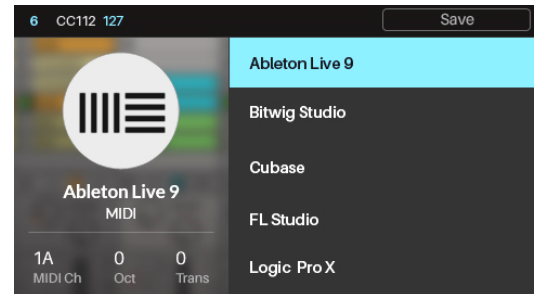 6 CC112 127 Save
Ableton Live 9
Bitwig Studio
Cubase
FL Studio
Logic Pro X
Ableton Live 9
MIDI
1A 0 0
MIDI Ch Oct Trans